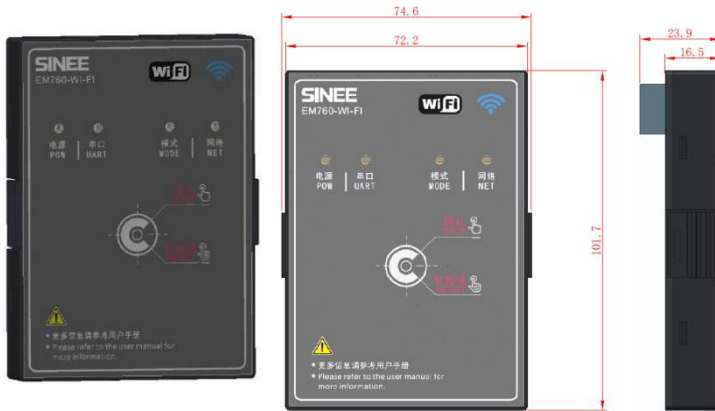 SINEE
EM760-WI-FI
WiFi
电源
POW
串口
UART
模式
MODE
网络
NET
• 更多信息请参考用户手册
• Please refer to the user manual for
more information.
74.6
72.2
SINEE
EM760-WI-FI
WiFi
电源
POW
串口
UART
模式
MODE
网络
NET
• 更多信息请参考用户手册
• Please refer to the user manual for
more information.
101.7
23.9
16.5